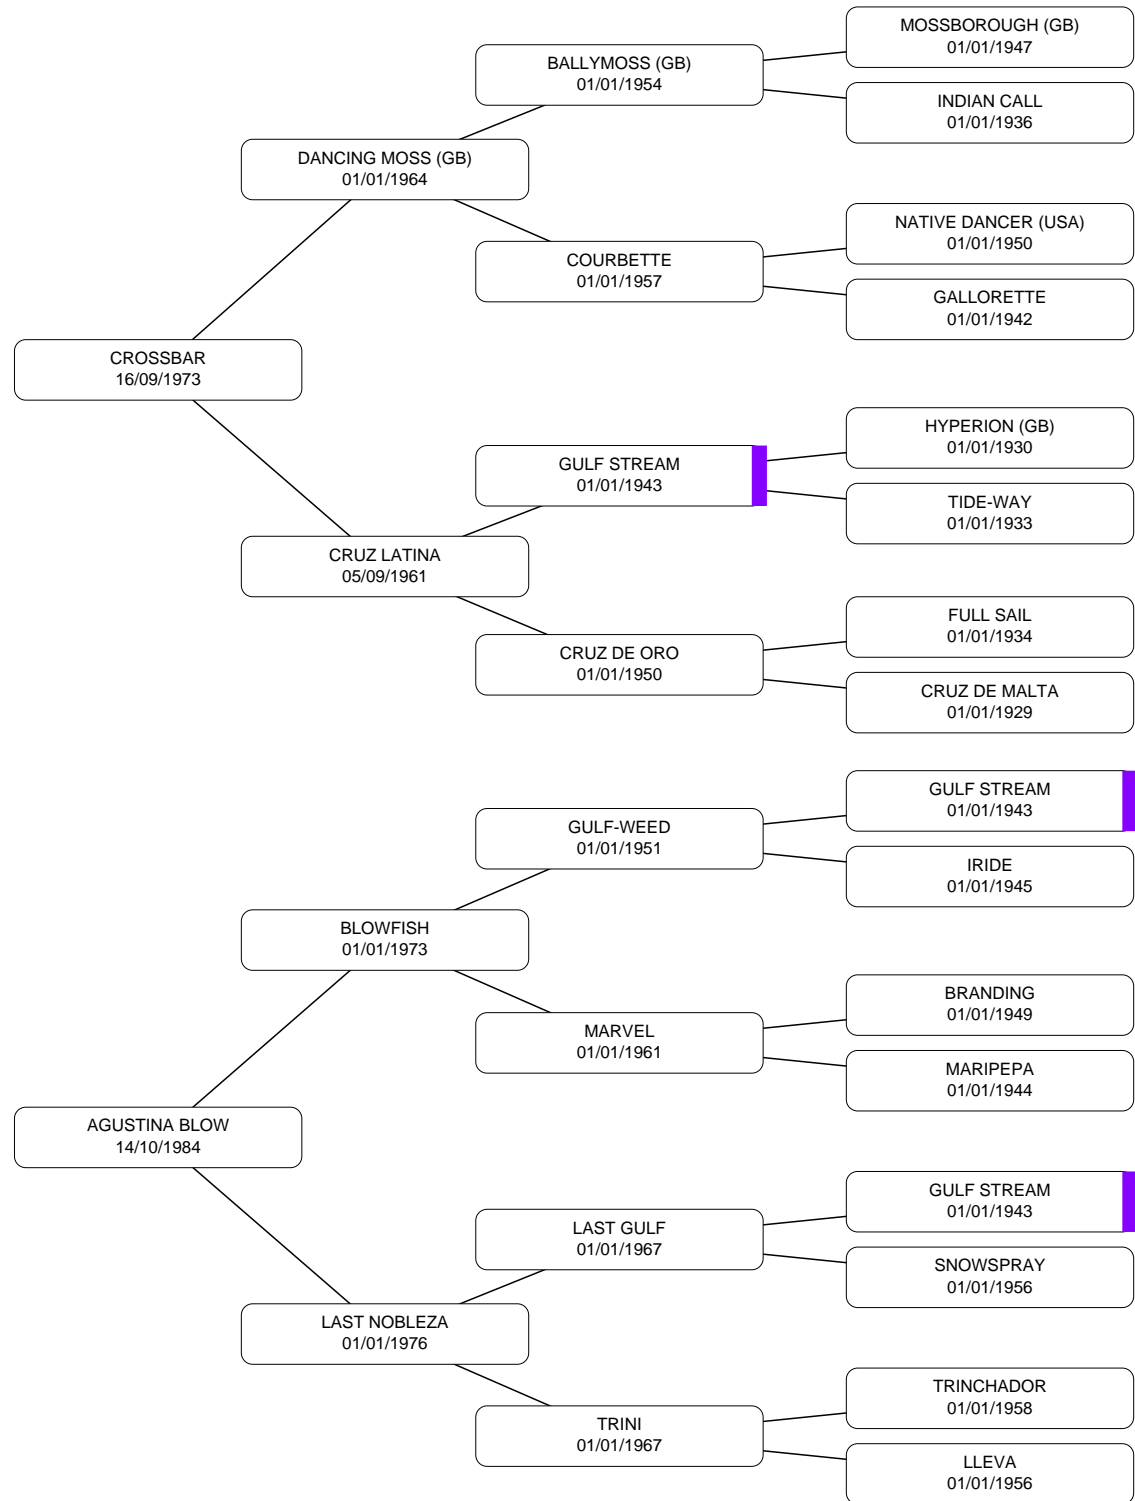 MOSSBOROUGH (GB)
01/01/1947
BALLYMOSS (GB)
01/01/1954
INDIAN CALL
01/01/1936
DANCING MOSS (GB)
01/01/1964
NATIVE DANCER (USA)
01/01/1950
COURBETTE
01/01/1957
GALLORETTE
01/01/1942
CROSSBAR
16/09/1973
HYPERION (GB)
01/01/1930
GULF STREAM
01/01/1943
TIDE-WAY
01/01/1933
CRUZ LATINA
05/09/1961
FULL SAIL
01/01/1934
CRUZ DE ORO
01/01/1950
CRUZ DE MALTA
01/01/1929
GULF STREAM
01/01/1943
GULF-WEED
01/01/1951
IRIDE
01/01/1945
BLOWFISH
01/01/1973
BRANDING
01/01/1949
MARVEL
01/01/1961
MARIPEPA
01/01/1944
AGUSTINA BLOW
14/10/1984
GULF STREAM
01/01/1943
LAST GULF
01/01/1967
SNOWSPRAY
01/01/1956
LAST NOBLEZA
01/01/1976
TRINCHADOR
01/01/1958
TRINI
01/01/1967
LLEVA
01/01/1956